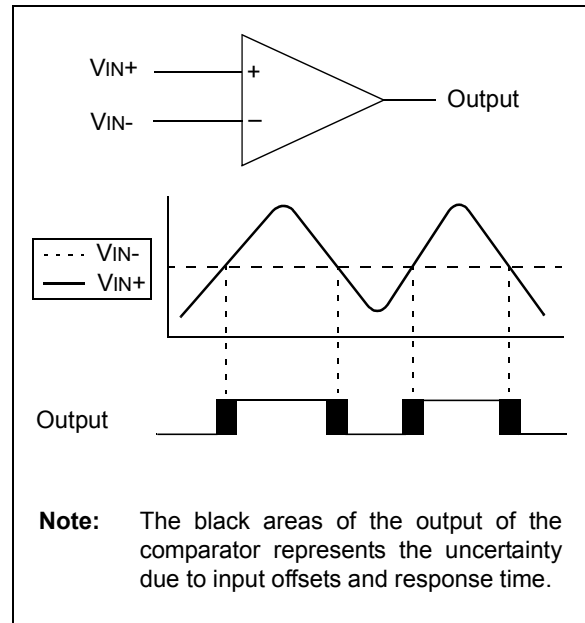 VIN+
+
Output
VIN-
–
VIN-
VIN+
Output
Note: The black areas of the output of the
comparator represents the uncertainty
due to input offsets and response time.